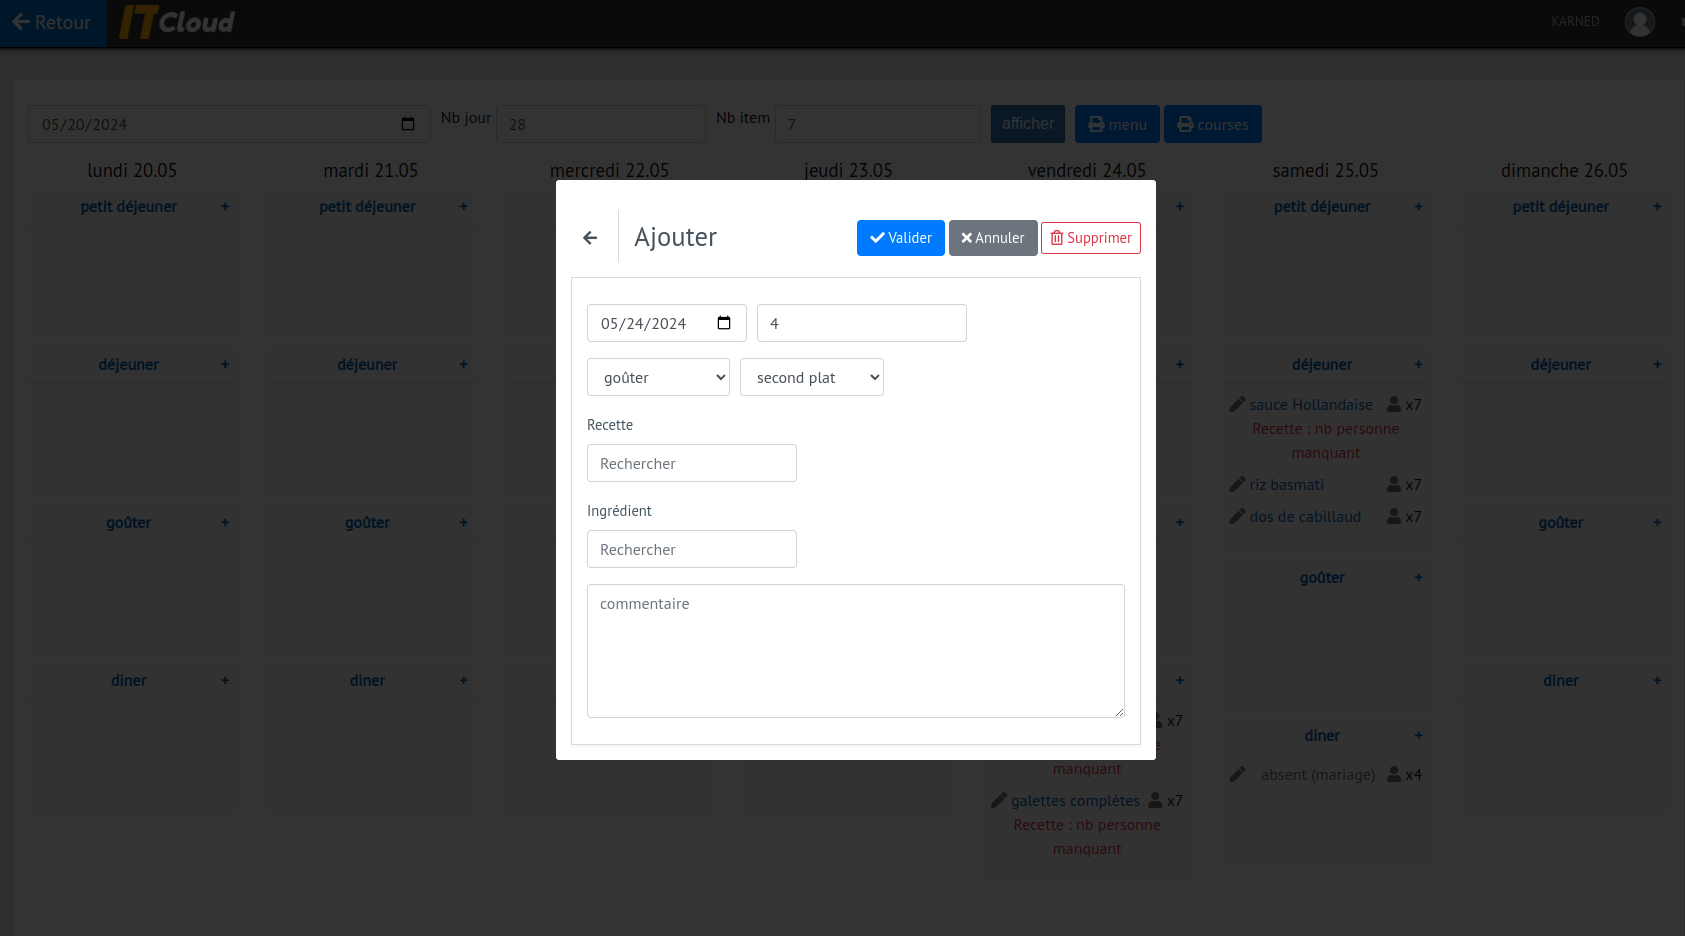 Retour ITCloud KARNED
05/20/2024 Nb jour 28 Nb item 7 afficher menu courses
lundi 20.05 mardi 21.05 mercredi 22.05 jeudi 23.05 vendredi 24.05 samedi 25.05 dimanche 26.05
petit déjeuner + petit déjeuner + + petit déjeuner + petit déjeuner +
Ajouter Valider Annuler Supprimer
05/24/2024 4
goûter second plat
Recette
Rechercher
Ingrédient
Rechercher
commentaire
déjeuner + déjeuner + + déjeuner + déjeuner +
sauce Hollandaise x7
Recette : nb personne
manquant
riz basmati x7
dos de cabillaud x7
goûter + goûter + + goûter +
goûter +
diner + diner + + diner +
x7
manquant
galettes complètes x7
Recette : nb personne
manquant
diner +
absent (mariage) x4